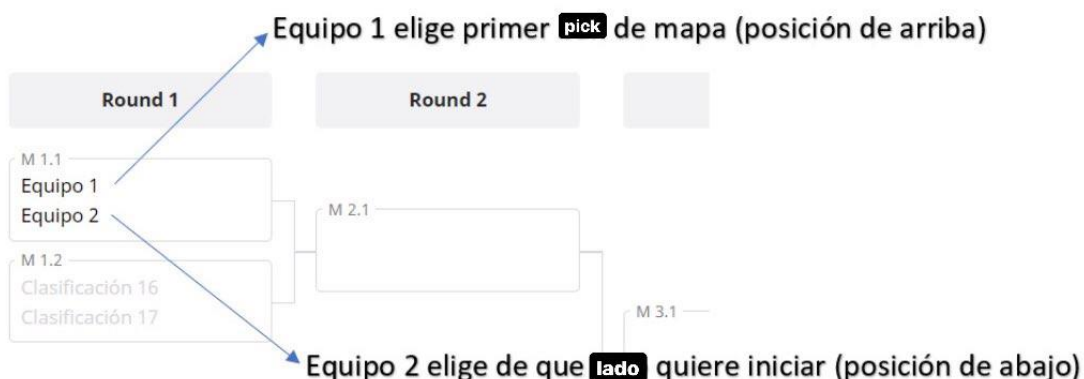 Equipo 1 elige primer pick de mapa (posición de arriba)
Round 1
Round 2
M 1.1
Equipo 1
Equipo 2
M 1.2
Clasificación 16
Clasificación 17
M 2.1
M 3.1
Equipo 2 elige de que lado quiere iniciar (posición de abajo)